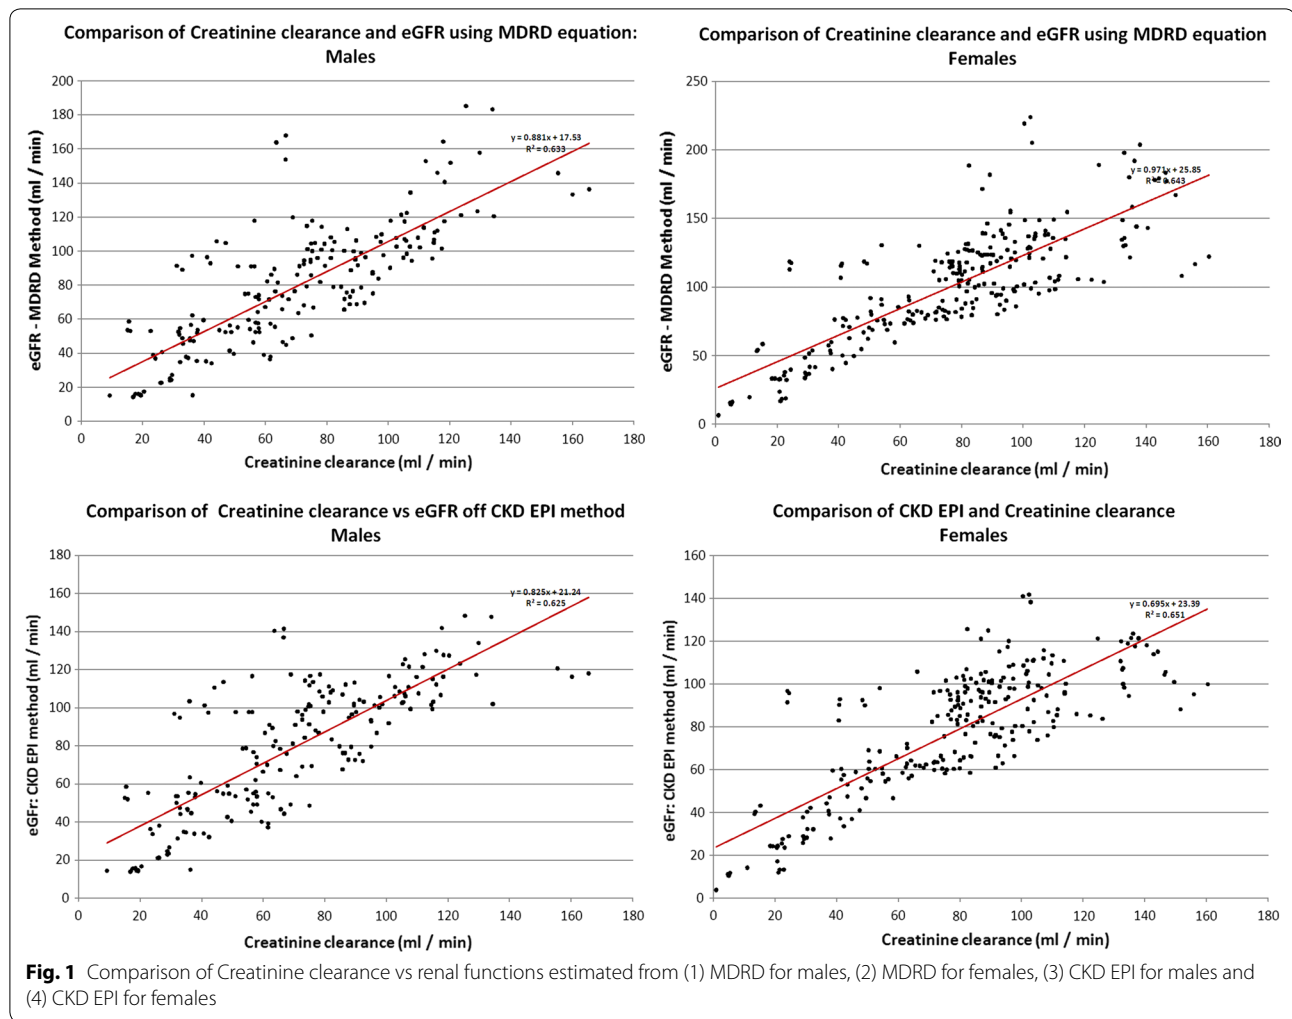 Comparison of Creatinine clearance and eGFR using MDRD equation:
Males
eGFR - MDRD Method (ml / min)
200
180
160
140
120
100
80
60
40
20
0
y = 0.881x + 17.53
R² = 0.633
0 20 40 60 80 100 120 140 160 180
Creatinine clearance (ml / min)
Comparison of Creatinine clearance and eGFR using MDRD equation
Females
eGFR - MDRD Method (ml / min)
250
200
150
100
50
0
y = 0.971x + 25.85
R² = 0.643
0 20 40 60 80 100 120 140 160 180
Creatinine clearance (ml / min)
Comparison of Creatinine clearance vs eGFR off CKD EPI method
Males
eGFr: CKD EPI method (ml / min)
180
160
140
120
100
80
60
40
20
0
y = 0.825x + 21.24
R² = 0.625
0 20 40 60 80 100 120 140 160 180
Creatinine clearance (ml / min)
Comparison of CKD EPI and Creatinine clearance
Females
eGFr: CKD EPI method (ml / min)
160
140
120
100
80
60
40
20
0
y = 0.695x + 23.39
R² = 0.651
0 20 40 60 80 100 120 140 160 180
Creatinine clearance (ml / min)
Fig. 1 Comparison of Creatinine clearance vs renal functions estimated from (1) MDRD for males, (2) MDRD for females, (3) CKD EPI for males and
(4) CKD EPI for females